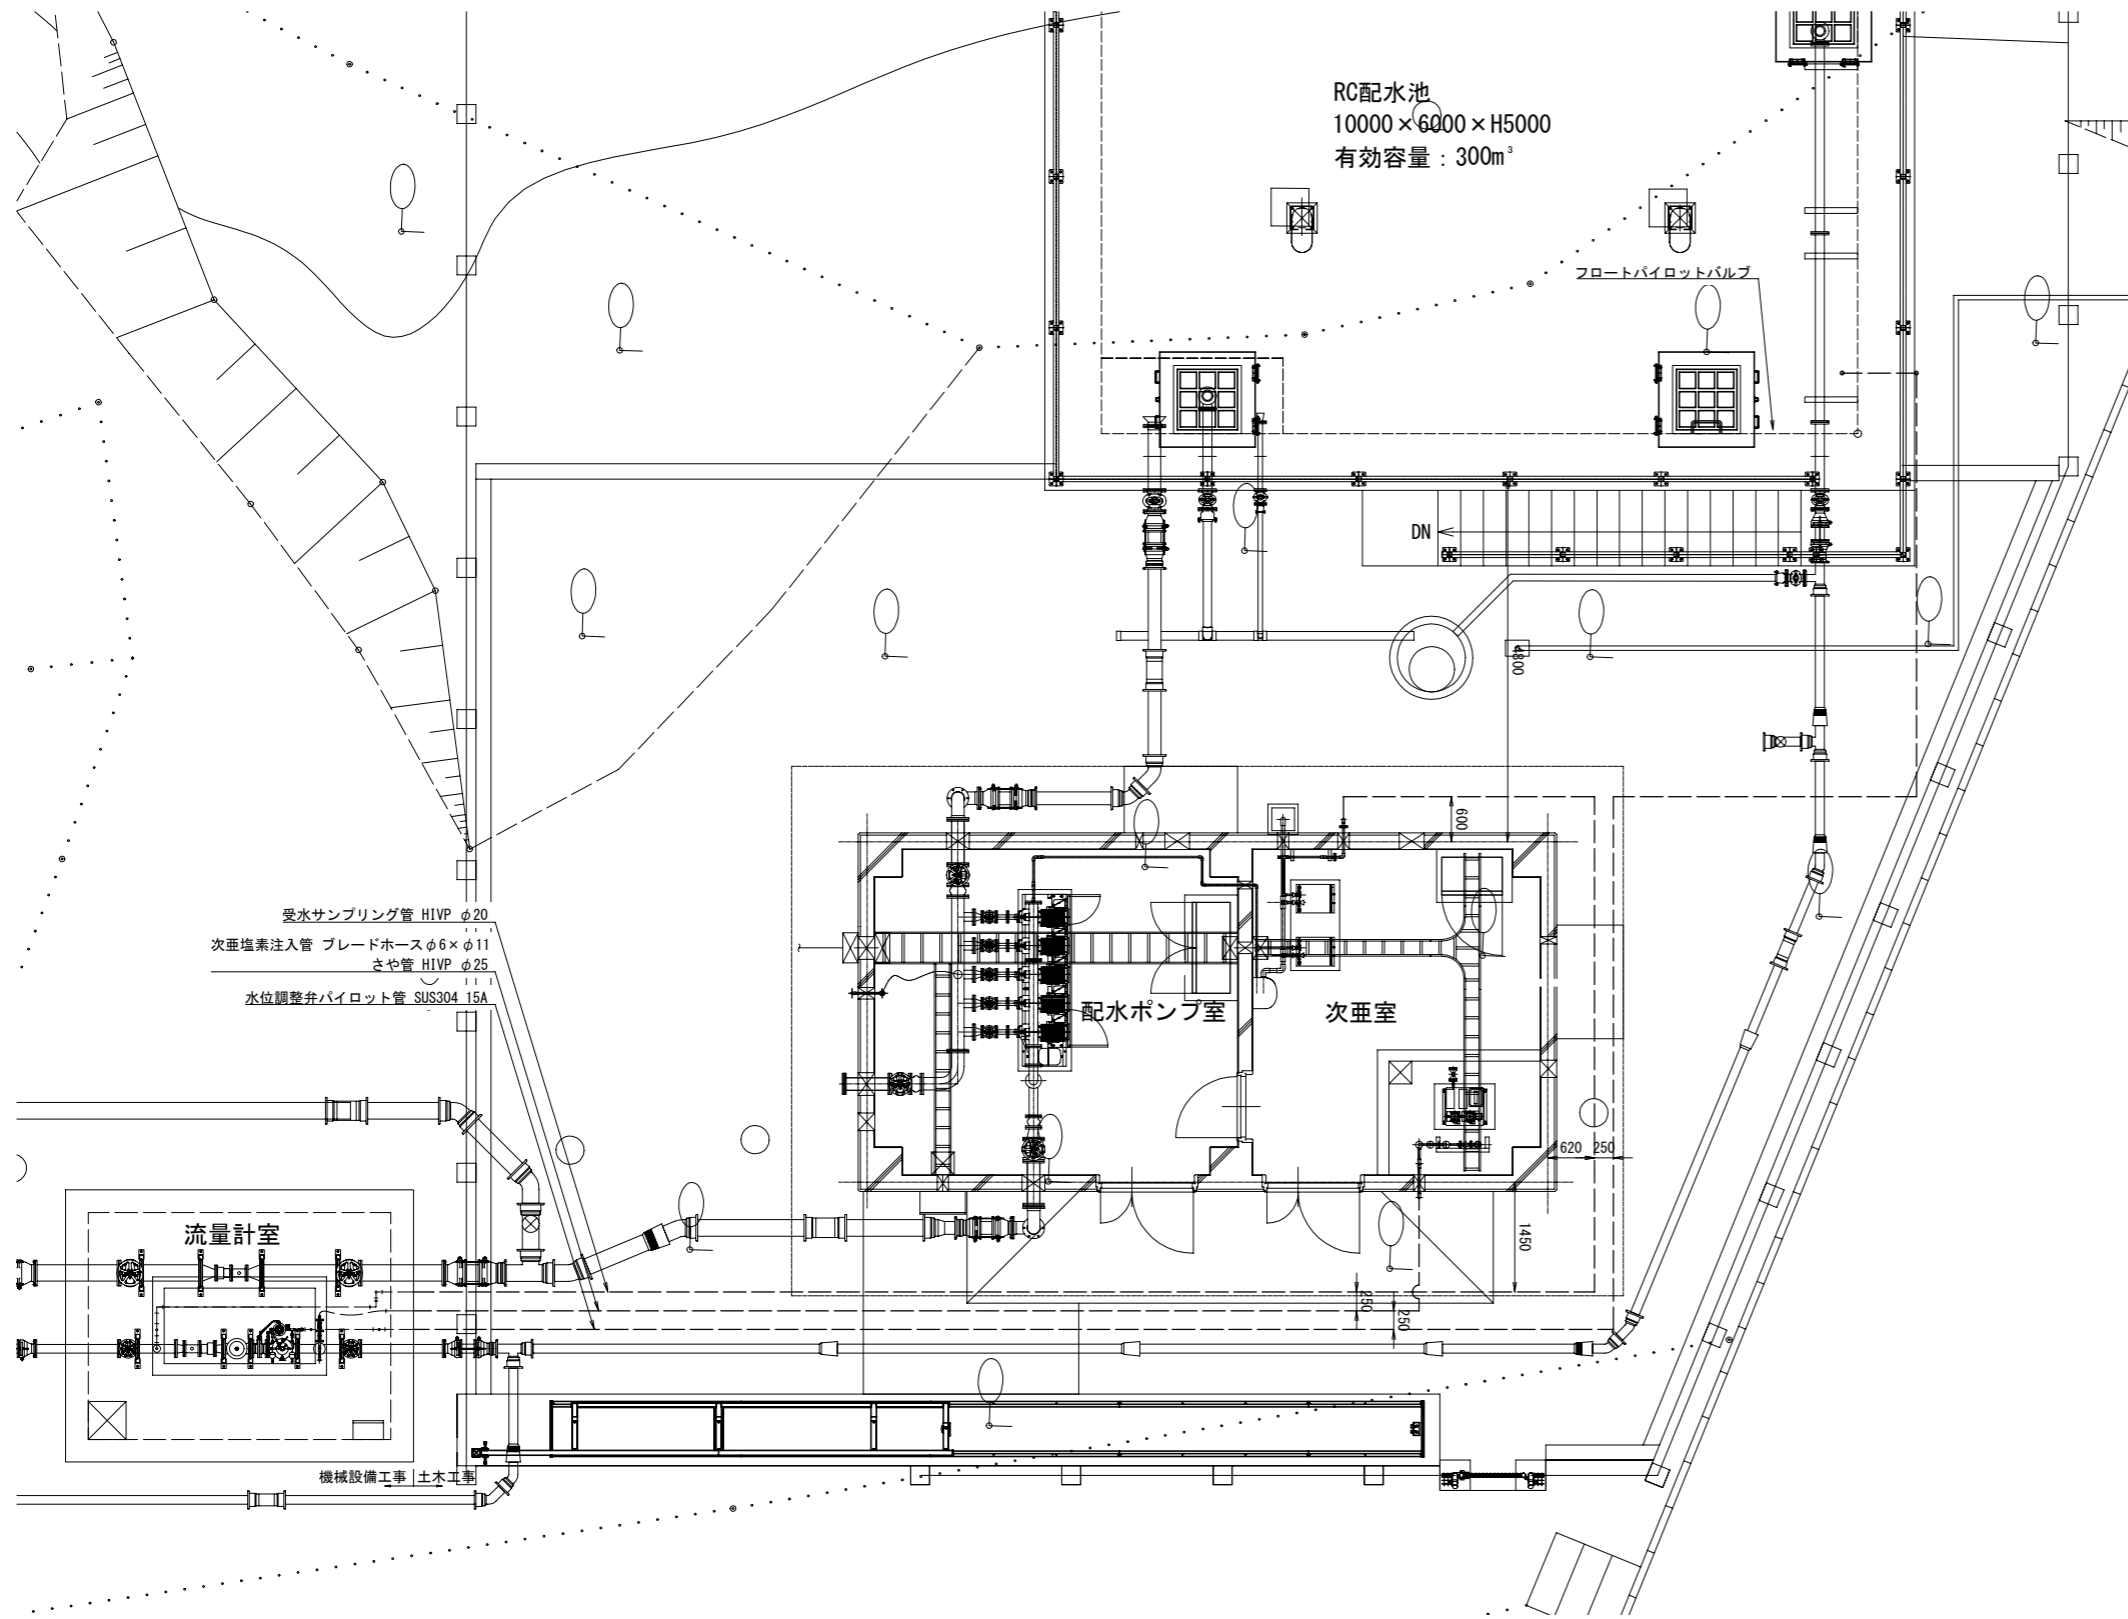 RC配水池
10000×6000×H5000
有効容量：300m³
フロートパイロットバルブ
DN
4800
600
受水サンプリング管 HIVP φ20
次亜塩素注入管 ブレードホースφ6×φ11
さや管 HIVP φ25
水位調整弁パイロット管 SUS304 15A
配水ポンプ室
次亜室
620
250
流量計室
1450
250
250
機械設備工事
土木工事